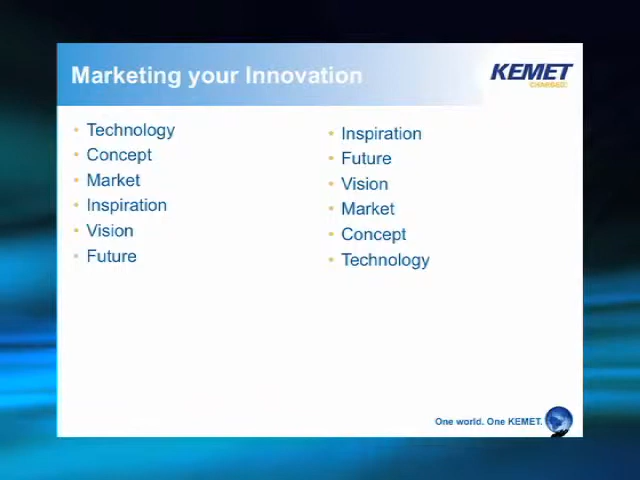 Marketing your Innovation
KEMET
CHARGED.
• Technology
• Concept
• Market
• Inspiration
• Vision
• Future
• Inspiration
• Future
• Vision
• Market
• Concept
• Technology
One world. One KEMET.